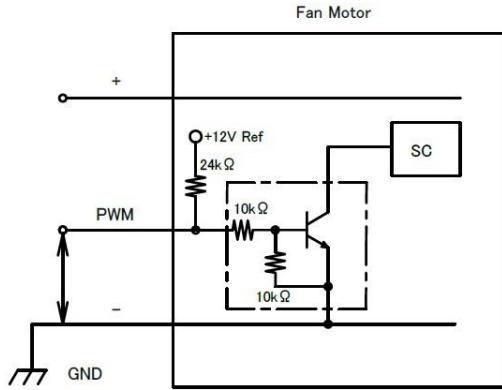 Fan Motor
+
+12V Ref
SC
24kΩ
PWM
10kΩ
10kΩ
−
GND